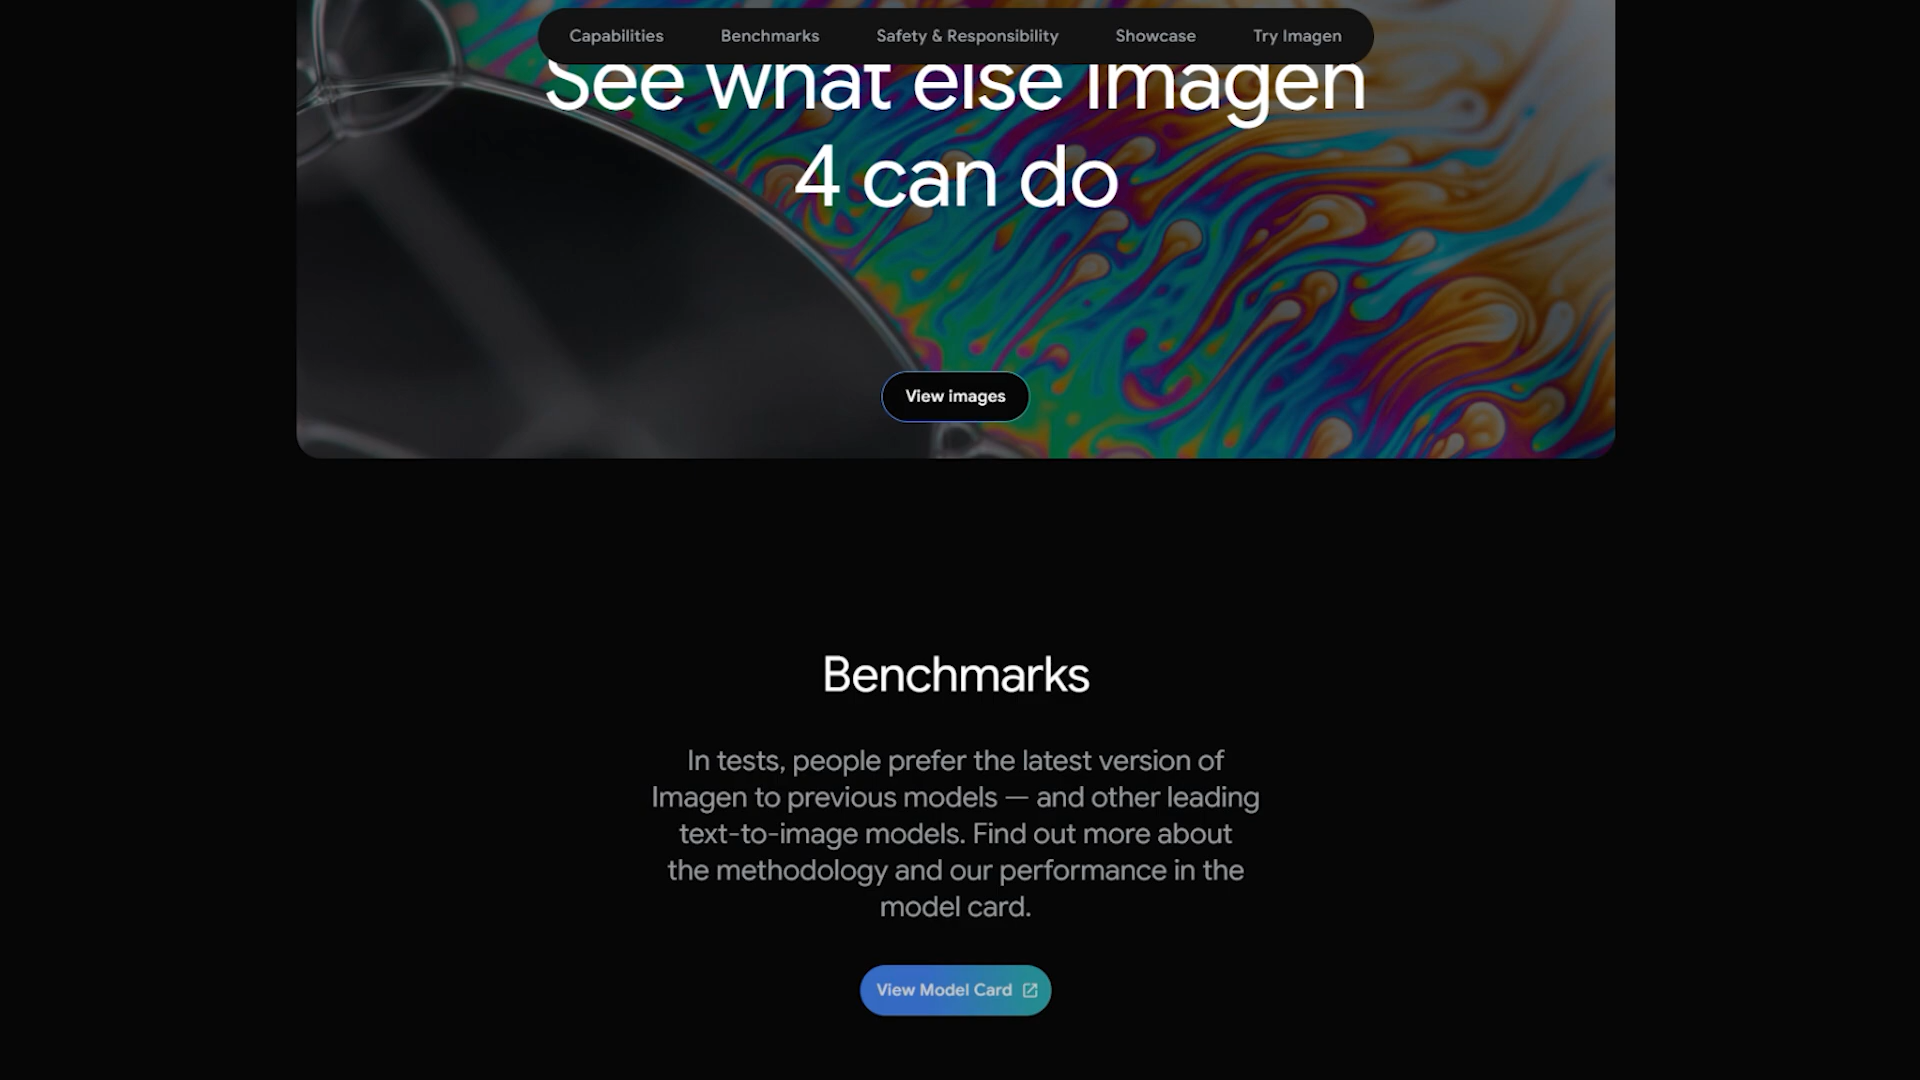 Capabilities Benchmarks Safety & Responsibility Showcase Try Imagen
See what else Imagen
4 can do
View images
Benchmarks
In tests, people prefer the latest version of
Imagen to previous models — and other leading
text-to-image models. Find out more about
the methodology and our performance in the
model card.
View Model Card